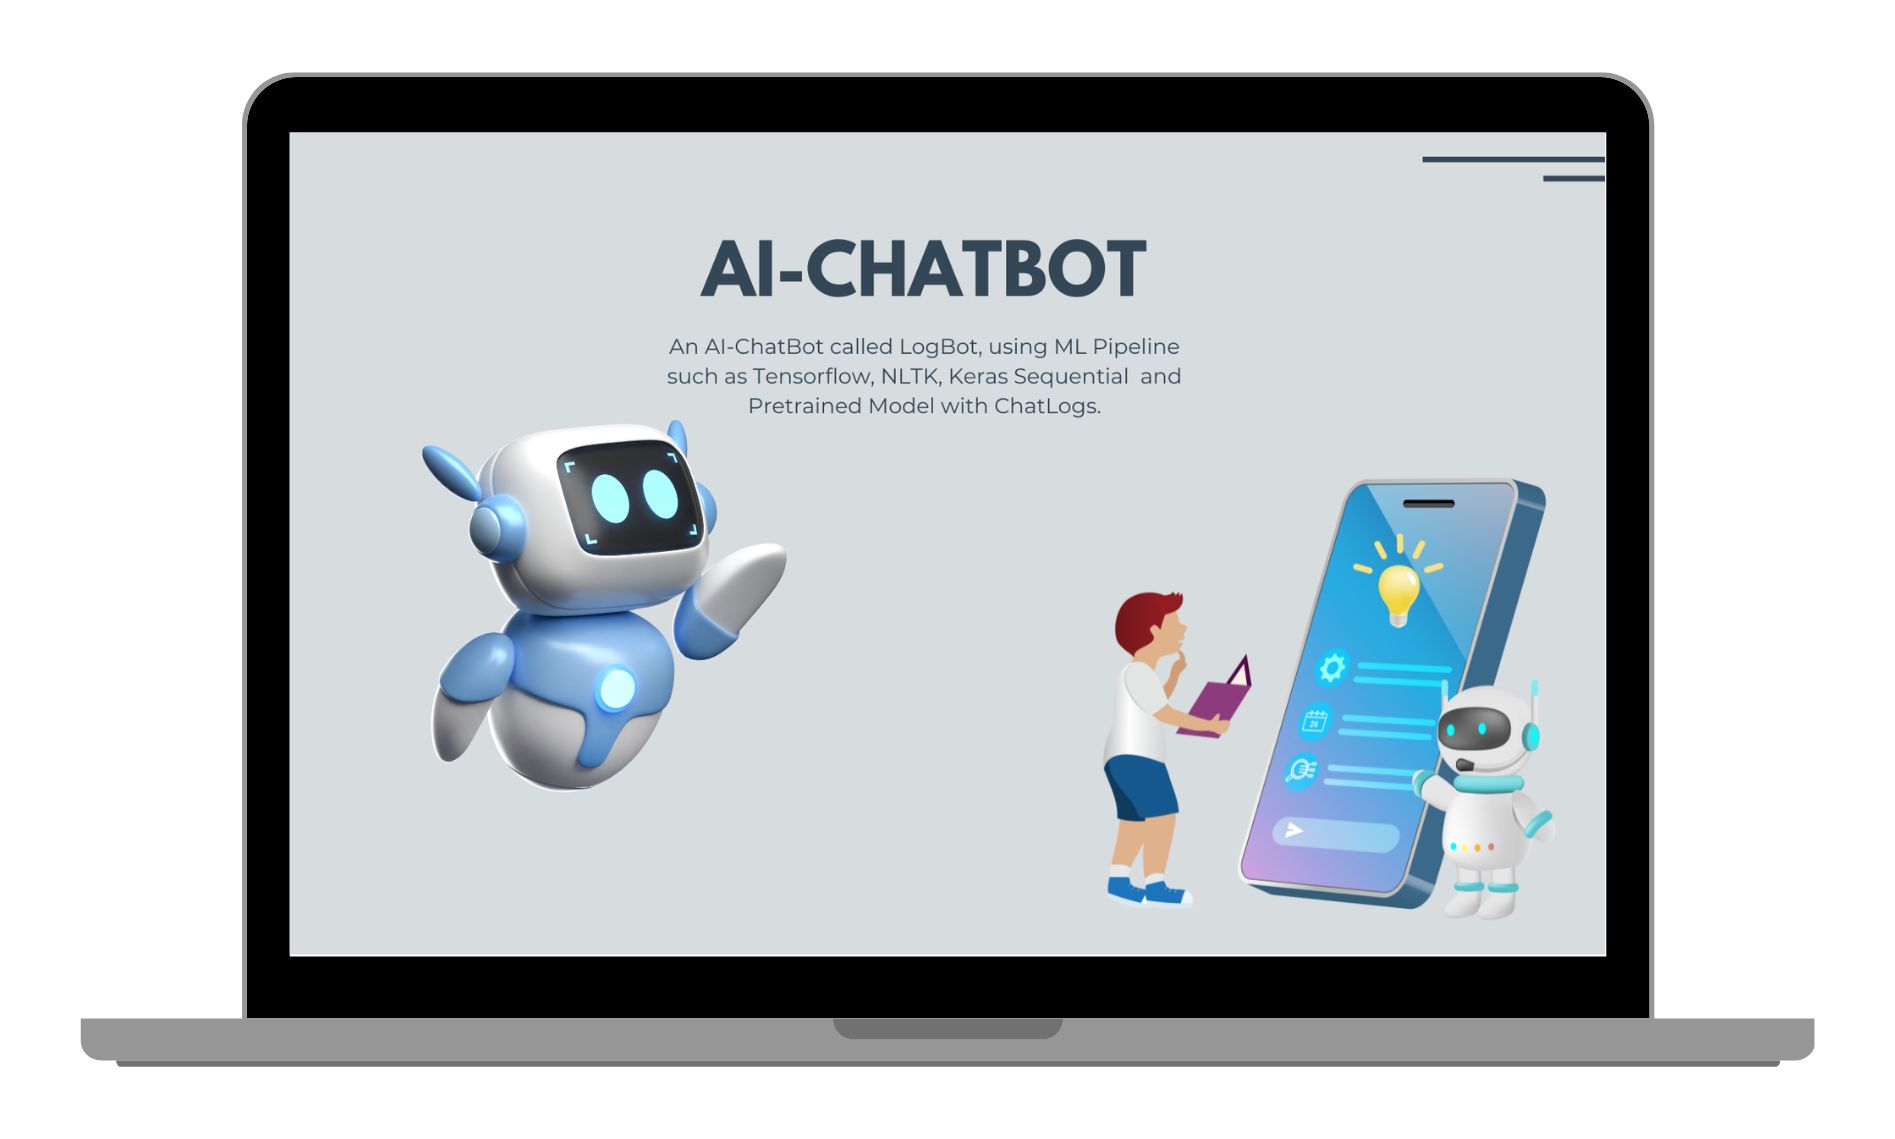 AI-CHATBOT
An AI-ChatBot called LogBot, using ML Pipeline
such as Tensorflow, NLTK, Keras Sequential and
Pretrained Model with ChatLogs.
26